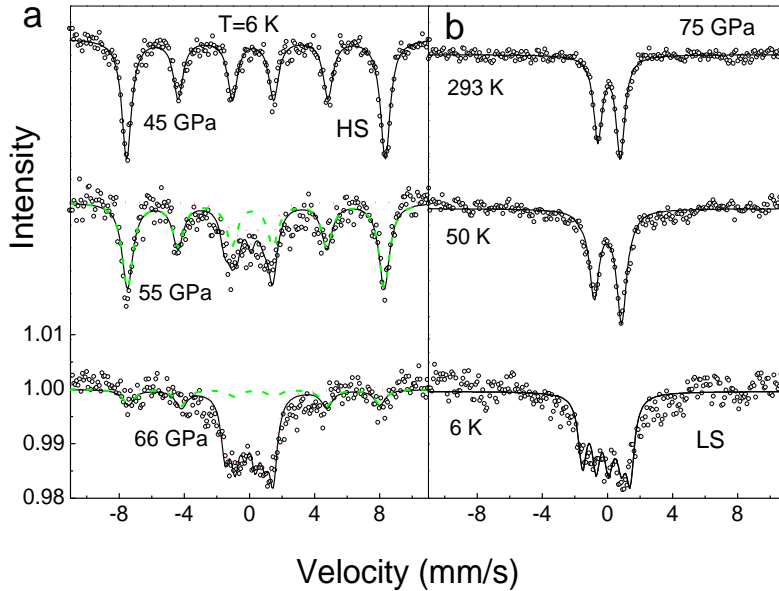 a
T=6 K
45 GPa
HS
55 GPa
66 GPa
b
75 GPa
293 K
50 K
6 K
LS
Intensity
1.01
1.00
0.99
0.98
-8 -4 0 4 8
-8 -4 0 4 8
Velocity (mm/s)